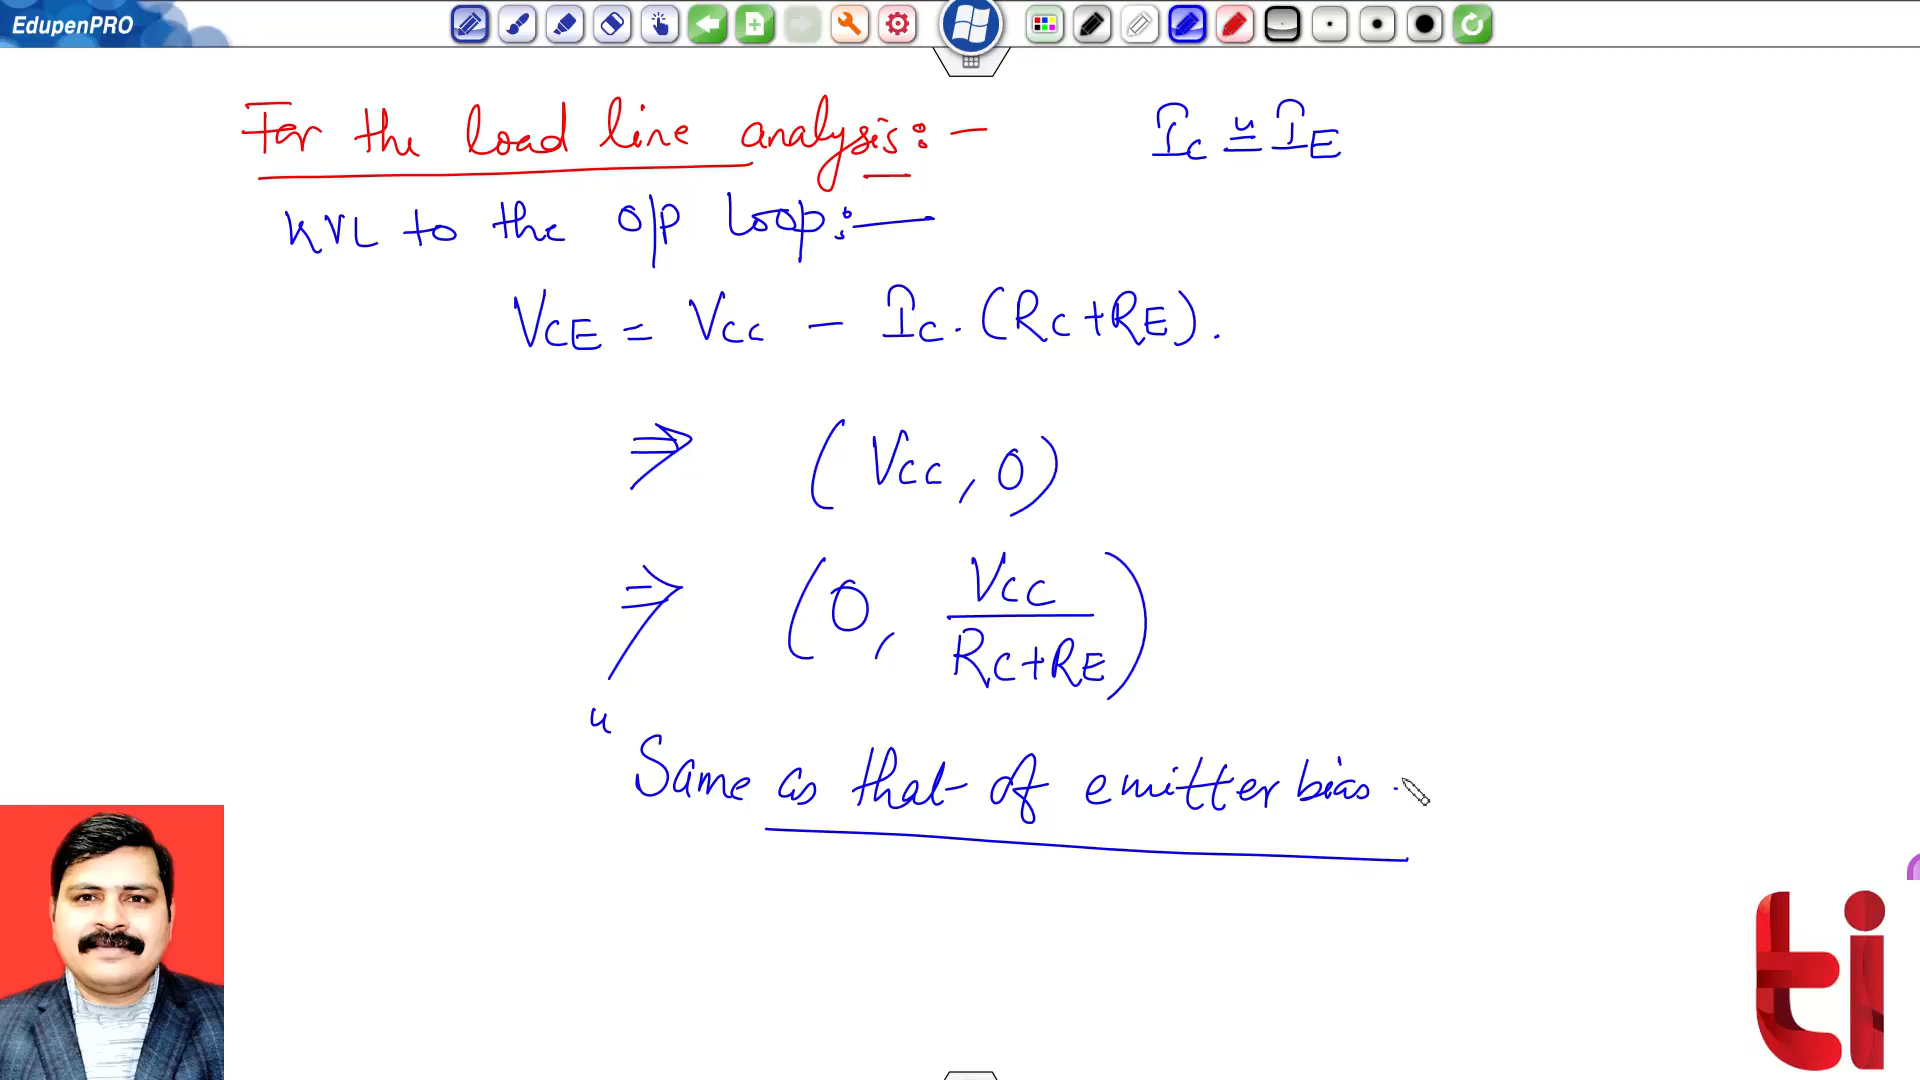 EdupenPRO
For the load line analysis:-
IC ≅ IE
KVL to the O/P Loop:—
VCE = VCC - IC.(RC+RE).
⇒ (VCC, 0)
⇒ (0, VCC/RC+RE)
" Same as that of emitter bias.
ti